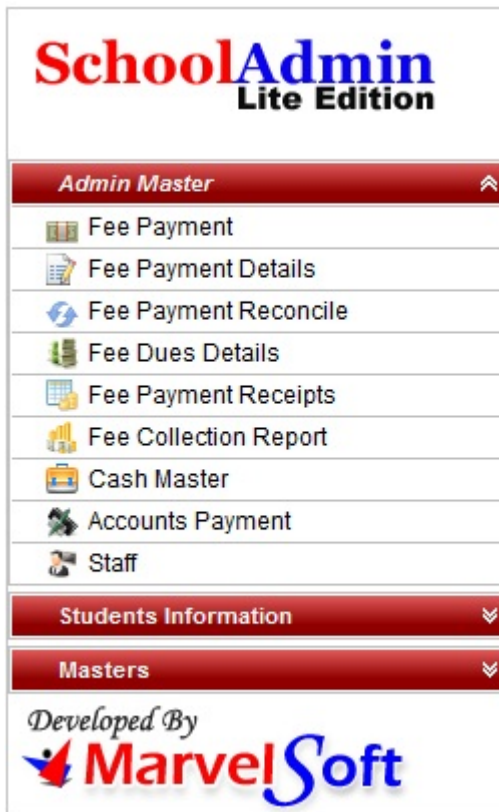 SchoolAdmin
Lite Edition
Admin Master
Fee Payment
Fee Payment Details
Fee Payment Reconcile
Fee Dues Details
Fee Payment Receipts
Fee Collection Report
Cash Master
Accounts Payment
Staff
Students Information
Masters
Developed By
MarvelSoft